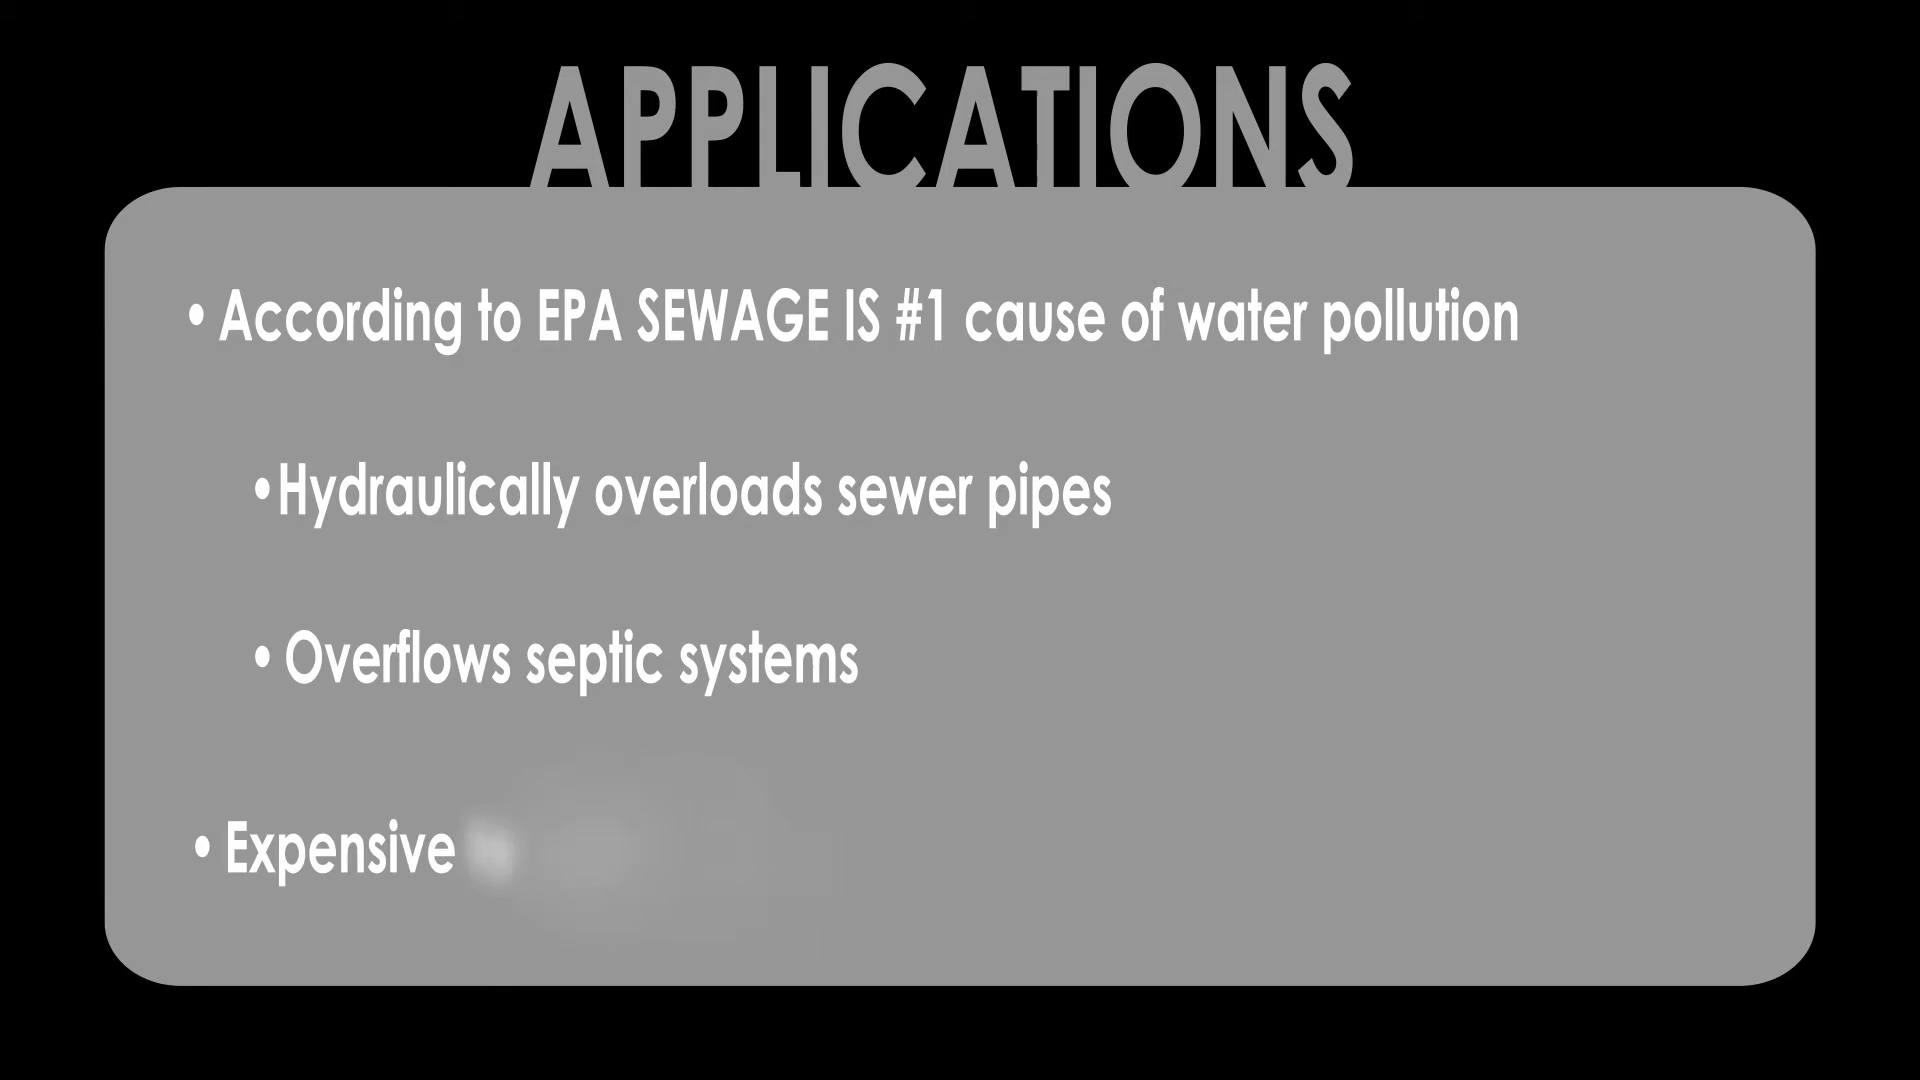 APPLICATIONS
• According to EPA SEWAGE IS #1 cause of water pollution
•Hydraulically overloads sewer pipes
• Overflows septic systems
• Expensive